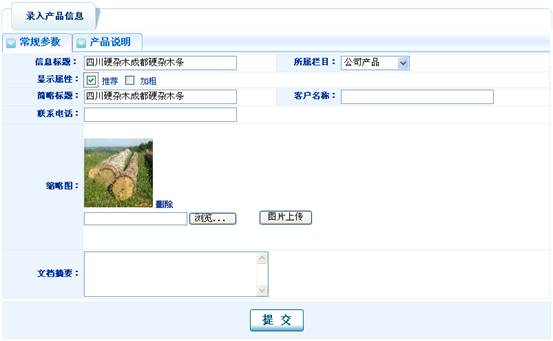 录入产品信息
常规参数 产品说明
信息标题： 四川硬杂木成都硬杂木条 所属栏目： 公司产品
显示属性： 推荐 加粗
简略标题： 四川硬杂木成都硬杂木条 客户名称：
联系电话：
缩略图： 删除
浏览... 图片上传
文档摘要：
提 交